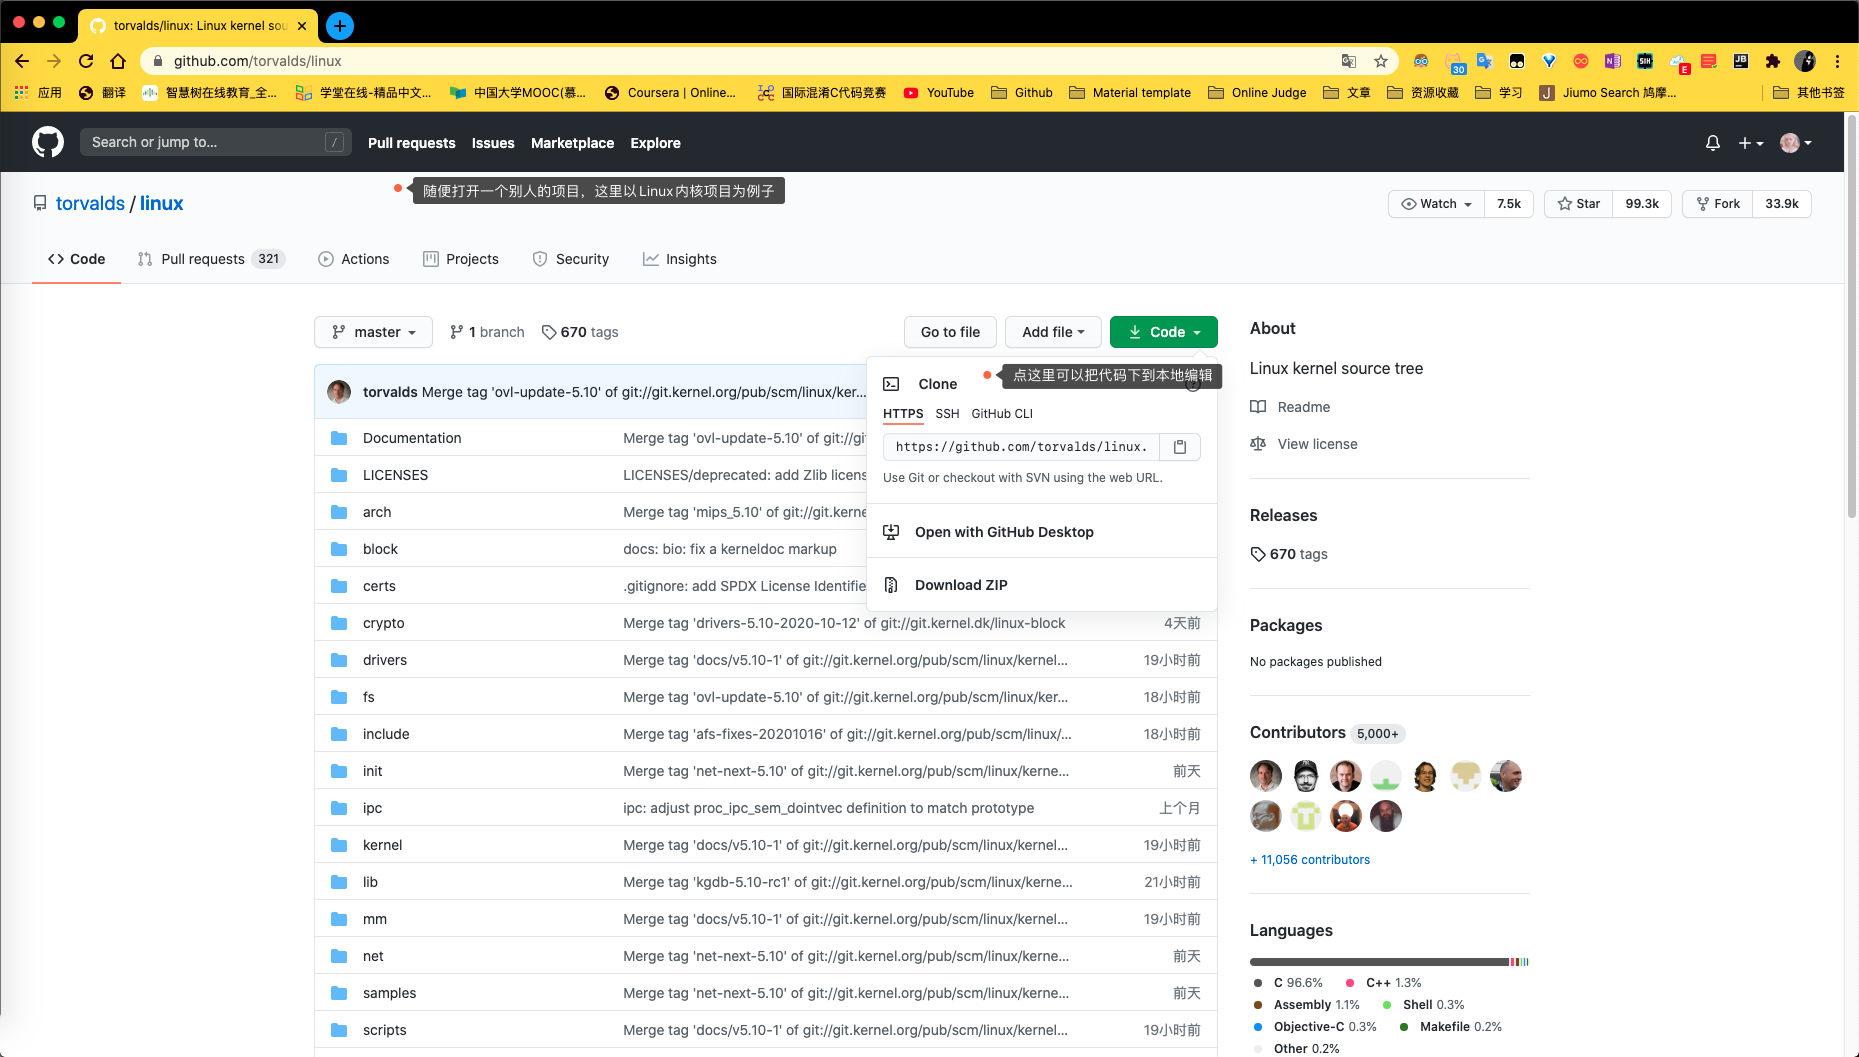 torvalds/linux: Linux kernel sou
github.com/torvalds/linux
30
E
应用
翻译
智慧树在线教育_全...
学堂在线-精品中文...
中国大学MOOC(慕...
Coursera | Online...
国际混淆C代码竞赛
YouTube
Github
Material template
Online Judge
文章
资源收藏
学习
Jiumo Search 鸠摩...
其他书签
Search or jump to...
/
Pull requests
Issues
Marketplace
Explore
随便打开一个别人的项目，这里以Linux内核项目为例子
torvalds / linux
Watch
7.5k
Star
99.3k
Fork
33.9k
Code
Pull requests 321
Actions
Projects
Security
Insights
master
1 branch
670 tags
Go to file
Add file
Code
点这里可以把代码下到本地编辑
Clone
HTTPS SSH GitHub CLI
https://github.com/torvalds/linux.
Use Git or checkout with SVN using the web URL.
Open with GitHub Desktop
Download ZIP
torvalds Merge tag 'ovl-update-5.10' of git://git.kernel.org/pub/scm/linux/ker...
Documentation Merge tag 'ovl-update-5.10' of git://gi
LICENSES LICENSES/deprecated: add Zlib licens
arch Merge tag 'mips_5.10' of git://git.kerne
block docs: bio: fix a kerneldoc markup
certs .gitignore: add SPDX License Identifie
crypto Merge tag 'drivers-5.10-2020-10-12' of git://git.kernel.dk/linux-block 4天前
drivers Merge tag 'docs/v5.10-1' of git://git.kernel.org/pub/scm/linux/kernel... 19小时前
fs Merge tag 'ovl-update-5.10' of git://git.kernel.org/pub/scm/linux/ker... 18小时前
include Merge tag 'afs-fixes-20201016' of git://git.kernel.org/pub/scm/linux/... 18小时前
init Merge tag 'net-next-5.10' of git://git.kernel.org/pub/scm/linux/kerne... 前天
ipc ipc: adjust proc_ipc_sem_dointvec definition to match prototype 上个月
kernel Merge tag 'docs/v5.10-1' of git://git.kernel.org/pub/scm/linux/kernel... 19小时前
lib Merge tag 'kgdb-5.10-rc1' of git://git.kernel.org/pub/scm/linux/kerne... 21小时前
mm Merge tag 'docs/v5.10-1' of git://git.kernel.org/pub/scm/linux/kernel... 19小时前
net Merge tag 'net-next-5.10' of git://git.kernel.org/pub/scm/linux/kerne... 前天
samples Merge tag 'net-next-5.10' of git://git.kernel.org/pub/scm/linux/kerne... 前天
scripts Merge tag 'docs/v5.10-1' of git://git.kernel.org/pub/scm/linux/kernel... 19小时前
About
Linux kernel source tree
Readme
View license
Releases
670 tags
Packages
No packages published
Contributors 5,000+
+ 11,056 contributors
Languages
C 96.6% C++ 1.3%
Assembly 1.1% Shell 0.3%
Objective-C 0.3% Makefile 0.2%
Other 0.2%